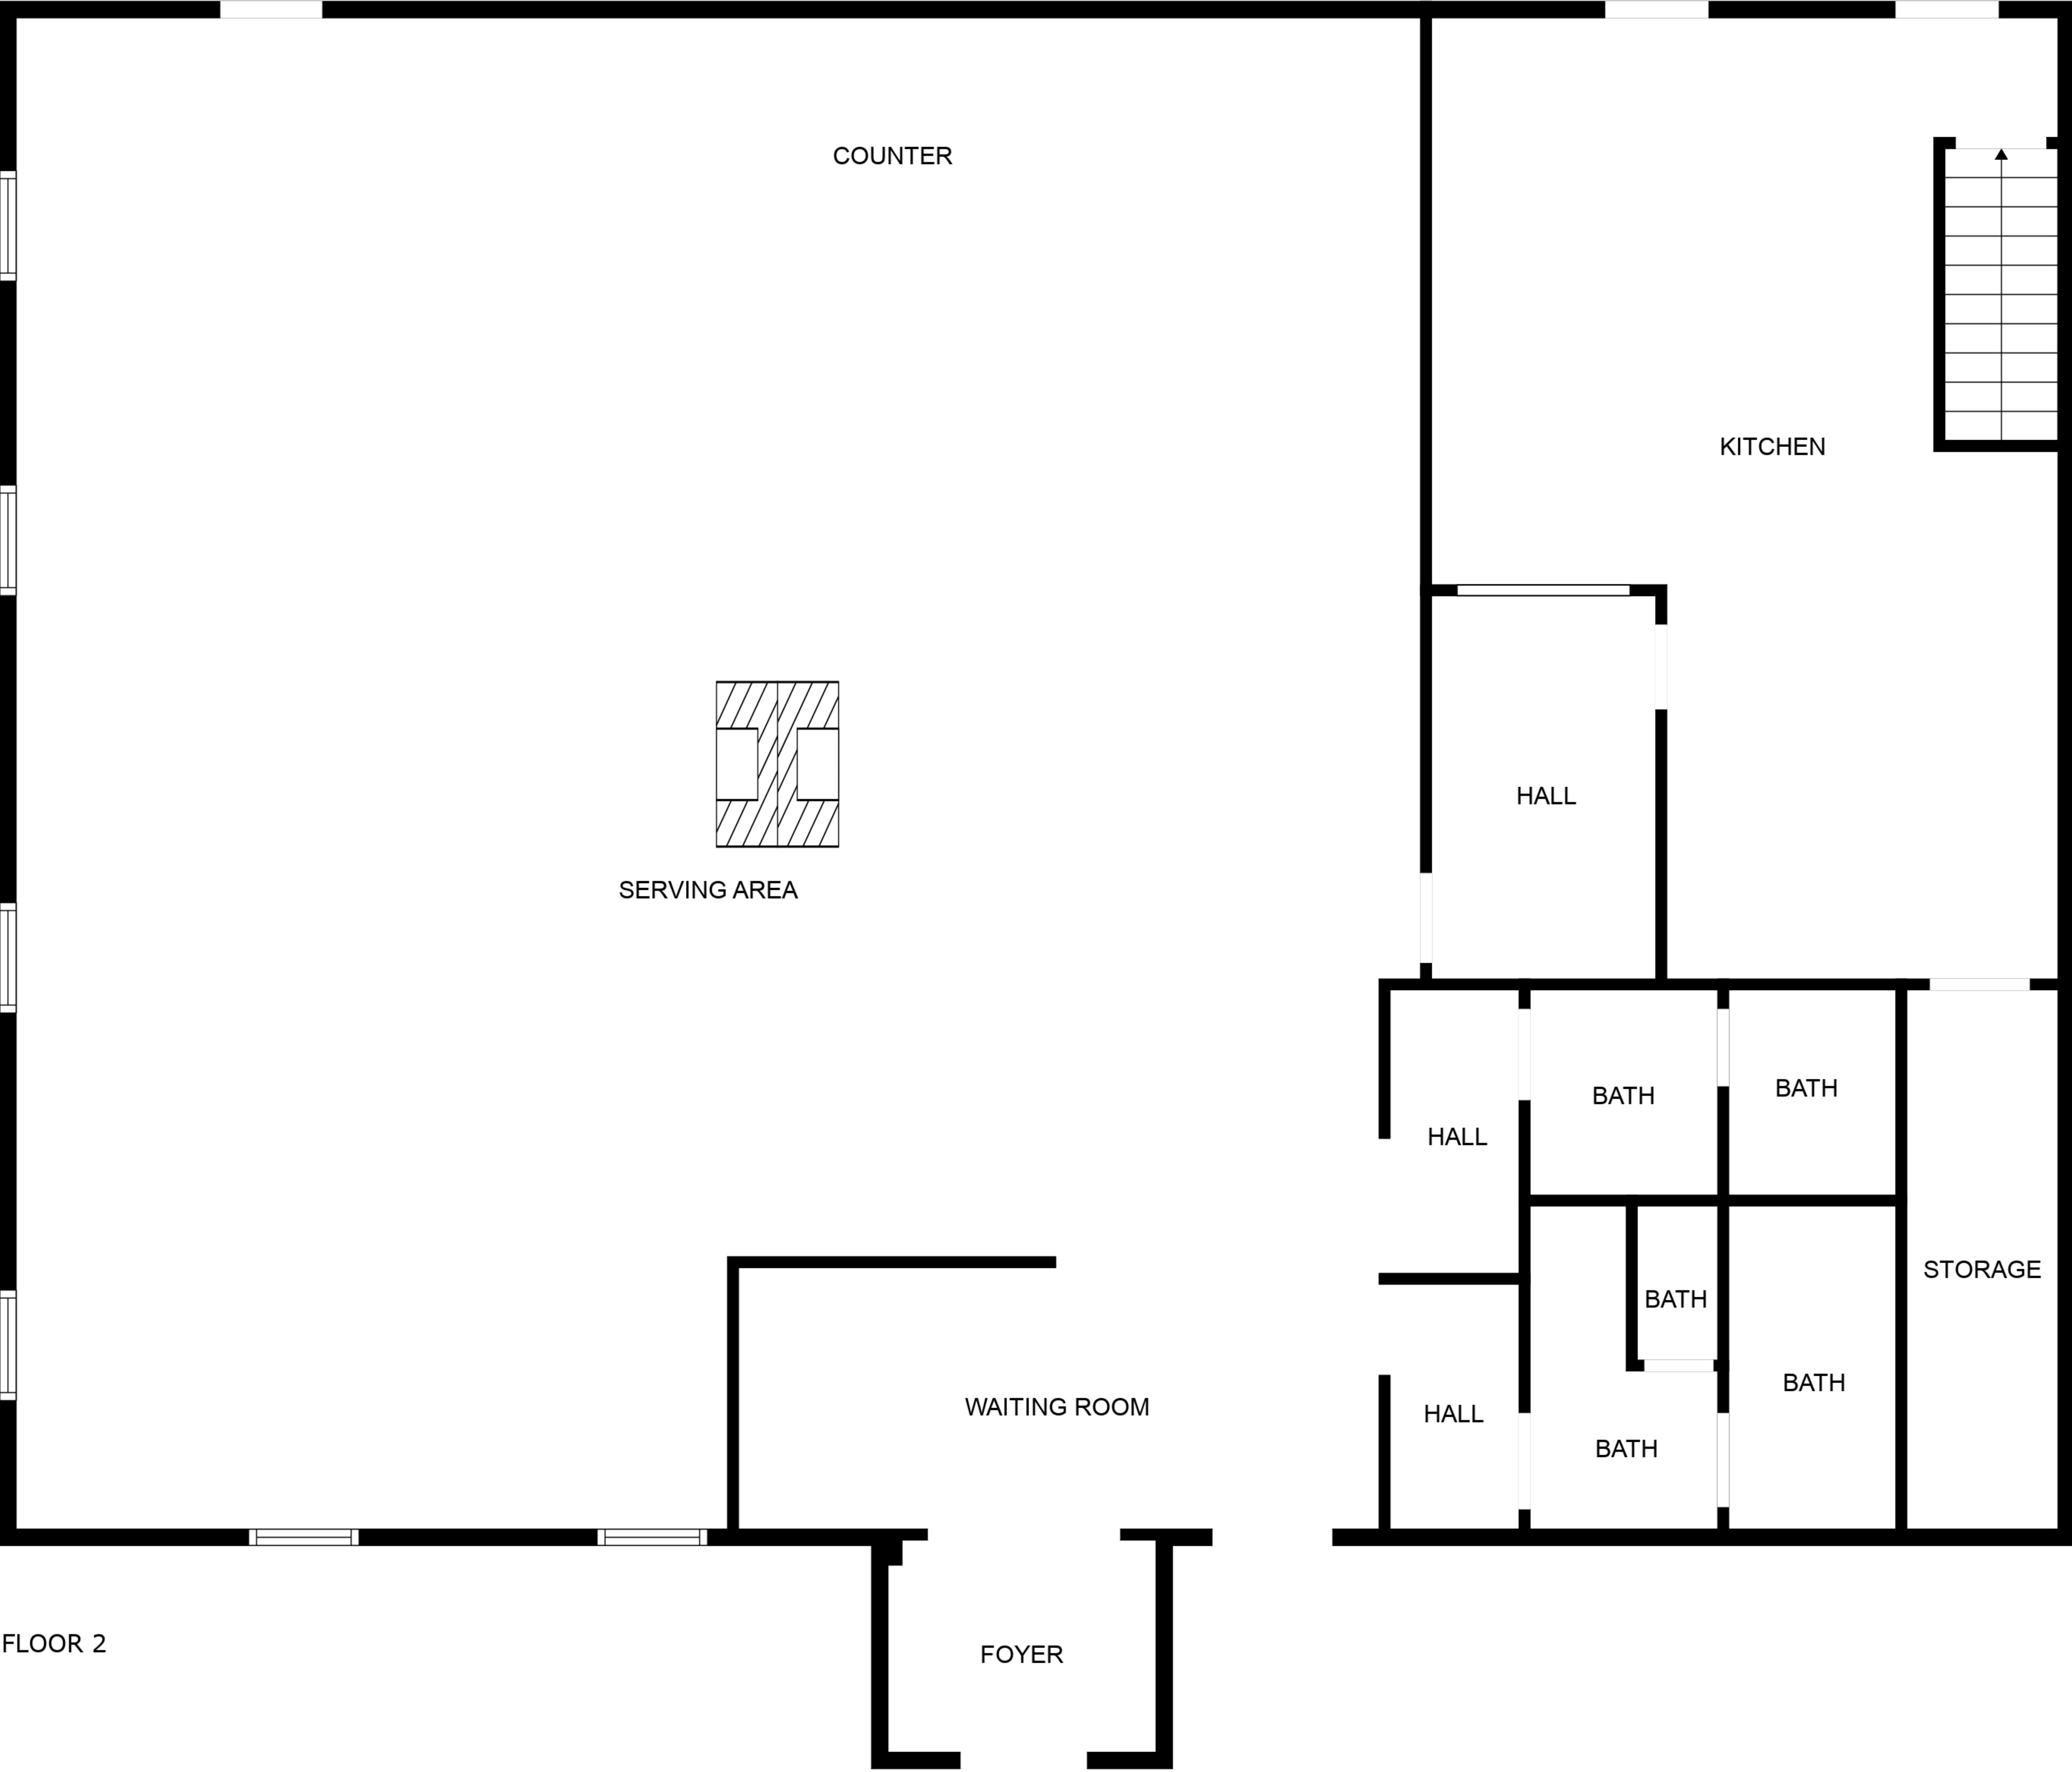 COUNTER
KITCHEN
HALL
SERVING AREA
BATH
BATH
HALL
STORAGE
BATH
BATH
WAITING ROOM
HALL
BATH
FLOOR 2
FOYER